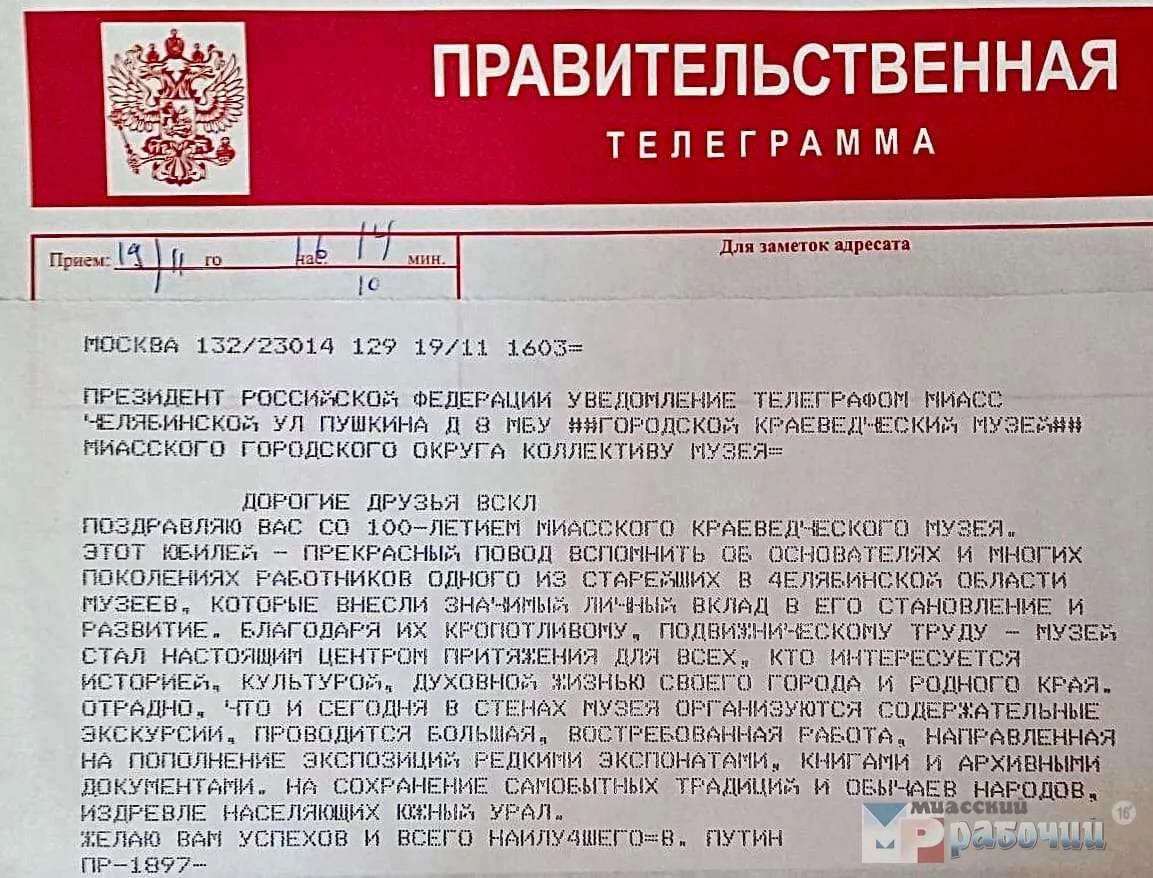 ПРАВИТЕЛЬСТВЕННАЯ
ТЕЛЕГРАММА
Прием: 19/11 го 16 час. 14 мин.
10
Для заметок адресата
МОСКВА 132/23014 129 19/11 1603=
ПРЕЗИДЕНТ РОССИЙСКОЙ ФЕДЕРАЦИИ УВЕДОМЛЕНИЕ ТЕЛЕГРАФОМ МИАСС
ЧЕЛЯБИНСКОЙ УЛ ПУШКИНА Д 8 МБУ ##ГОРОДСКОЙ КРАЕВЕДЧЕСКИЙ МУЗЕЙ##
МИАССКОГО ГОРОДСКОГО ОКРУГА КОЛЛЕКТИВУ МУЗЕЯ=
ДОРОГИЕ ДРУЗЬЯ ВСКЛ
ПОЗДРАВЛЯЮ ВАС СО 100-ЛЕТИЕМ МИАССКОГО КРАЕВЕДЧЕСКОГО МУЗЕЯ.
ЭТОТ ЮБИЛЕЙ - ПРЕКРАСНЫЙ ПОВОД ВСПОМНИТЬ ОБ ОСНОВАТЕЛЯХ И МНОГИХ
ПОКОЛЕНИЯХ РАБОТНИКОВ ОДНОГО ИЗ СТАРЕЙШИХ В 4ЕЛЯБИНСКОЙ ОБЛАСТИ
МУЗЕЕВ, КОТОРЫЕ ВНЕСЛИ ЗНАЧИМЫЙ ЛИЧНЫЙ ВКЛАД В ЕГО СТАНОВЛЕНИЕ И
РАЗВИТИЕ. БЛАГОДАРЯ ИХ КРОПОТЛИВОМУ, ПОДВИЖНИЧЕСКОМУ ТРУДУ - МУЗЕЙ
СТАЛ НАСТОЯЩИМ ЦЕНТРОМ ПРИТЯЖЕНИЯ ДЛЯ ВСЕХ, КТО ИНТЕРЕСУЕТСЯ
ИСТОРИЕЙ, КУЛЬТУРОЙ, ДУХОВНОЙ ЖИЗНЬЮ СВОЕГО ГОРОДА И РОДНОГО КРАЯ.
ОТРАДНО, ЧТО И СЕГОДНЯ В СТЕНАХ МУЗЕЯ ОРГАНИЗУЮТСЯ СОДЕРЖАТЕЛЬНЫЕ
ЭКСКУРСИИ, ПРОВОДИТСЯ БОЛЬШАЯ, ВОСТРЕБОВАННАЯ РАБОТА, НАПРАВЛЕННАЯ
НА ПОПОЛНЕНИЕ ЭКСПОЗИЦИЙ РЕДКИМИ ЭКСПОНАТАМИ, КНИГАМИ И АРХИВНЫМИ
ДОКУМЕНТАМИ. НА СОХРАНЕНИЕ САМОБЫТНЫХ ТРАДИЦИЙ И ОБЫЧАЕВ НАРОДОВ,
ИЗДРЕВЛЕ НАСЕЛЯЮЩИХ ЮЖНЫЙ УРАЛ.
ЖЕЛАЮ ВАМ УСПЕХОВ И ВСЕГО НАИЛУ4ШЕГО=В. ПУТИН
ПР-1897-
миасский
рабочий
16+